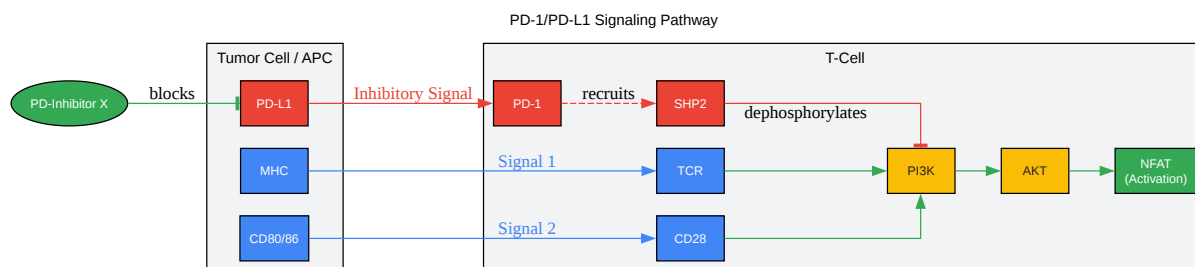 PD-1/PD-L1 Signaling Pathway
Tumor Cell / APC
T-Cell
PD-Inhibitor X
blocks
PD-L1
Inhibitory Signal
PD-1
recruits
SHP2
dephosphorylates
MHC
Signal 1
TCR
PI3K
AKT
NFAT
(Activation)
CD80/86
Signal 2
CD28